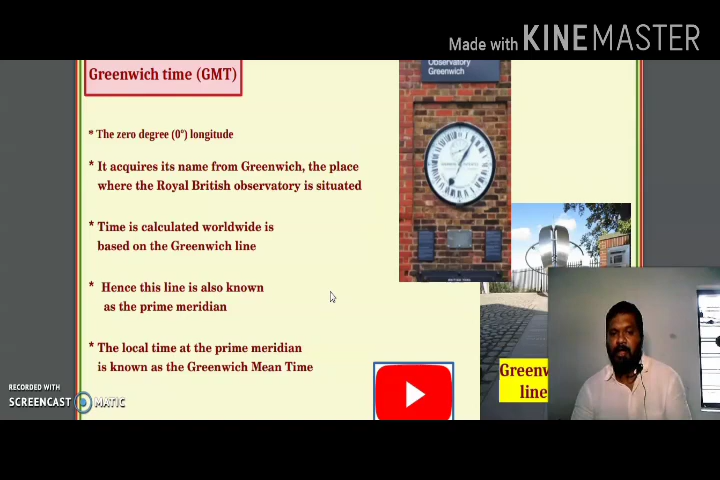 Made with KINEMASTER
Greenwich time (GMT)
Observatory
Greenwich
* The zero degree (0°) longitude
* It acquires its name from Greenwich, the place
where the Royal British observatory is situated
* Time is calculated worldwide is
based on the Greenwich line
* Hence this line is also known
as the prime meridian
* The local time at the prime meridian
is known as the Greenwich Mean Time
Greenw
line
RECORDED WITH
SCREENCAST MATIC